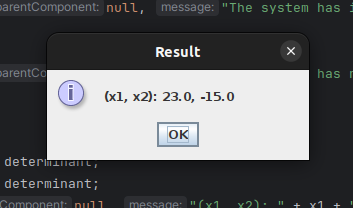 parentComponent: null, message: "The system has i
Result
parentCom has n
(x1, x2): 23.0, -15.0
OK
determinant;
determinant;
Component: null, message: "(x1, x2): " + x1 + "